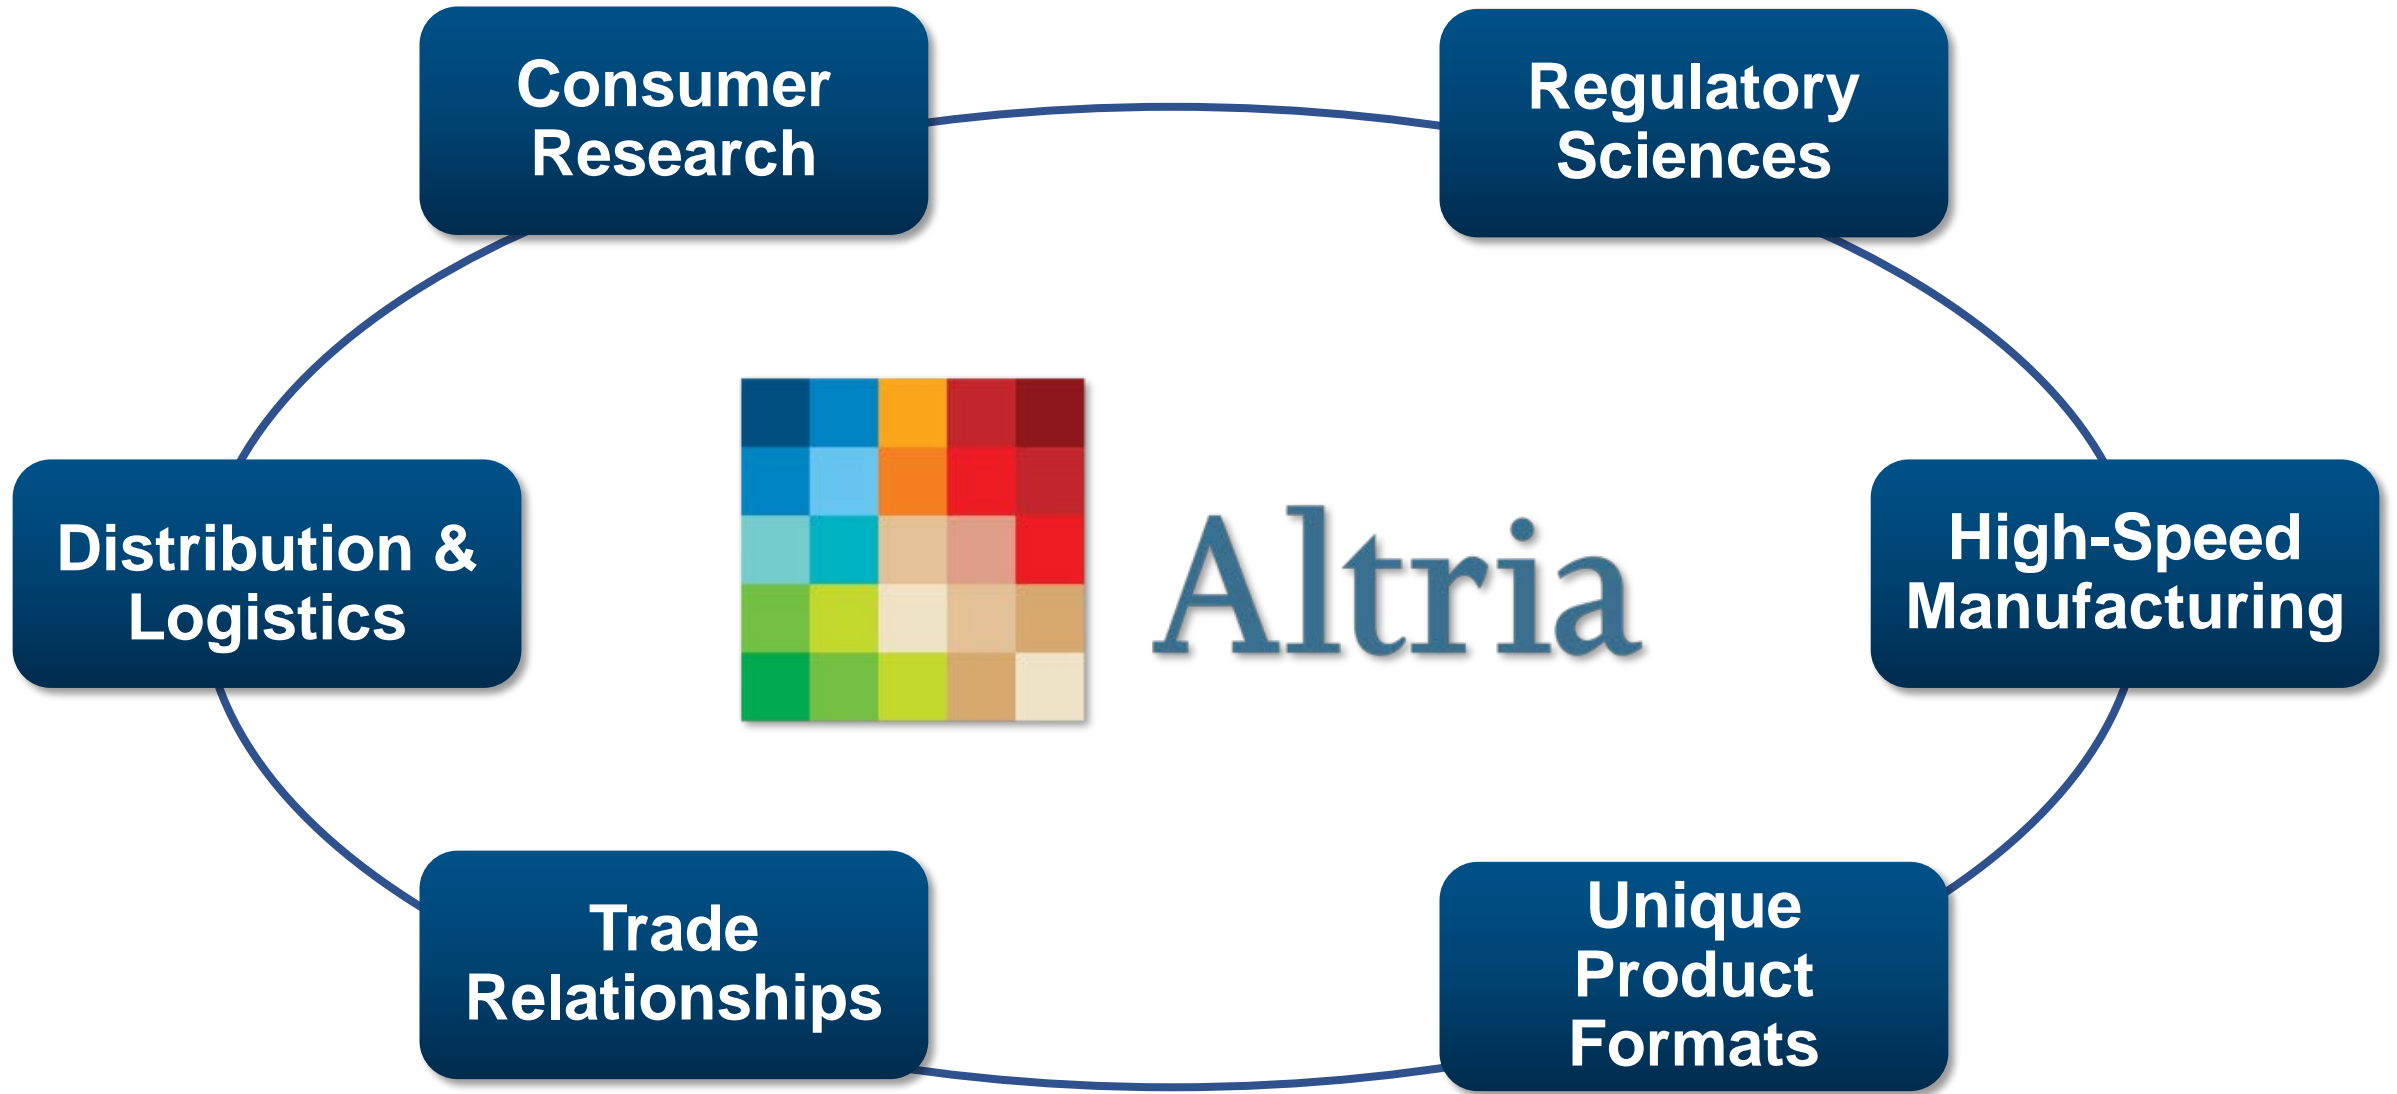 Consumer
Research
Regulatory
Sciences
Distribution &
Logistics
Altria
High-Speed
Manufacturing
Trade
Relationships
Unique
Product
Formats